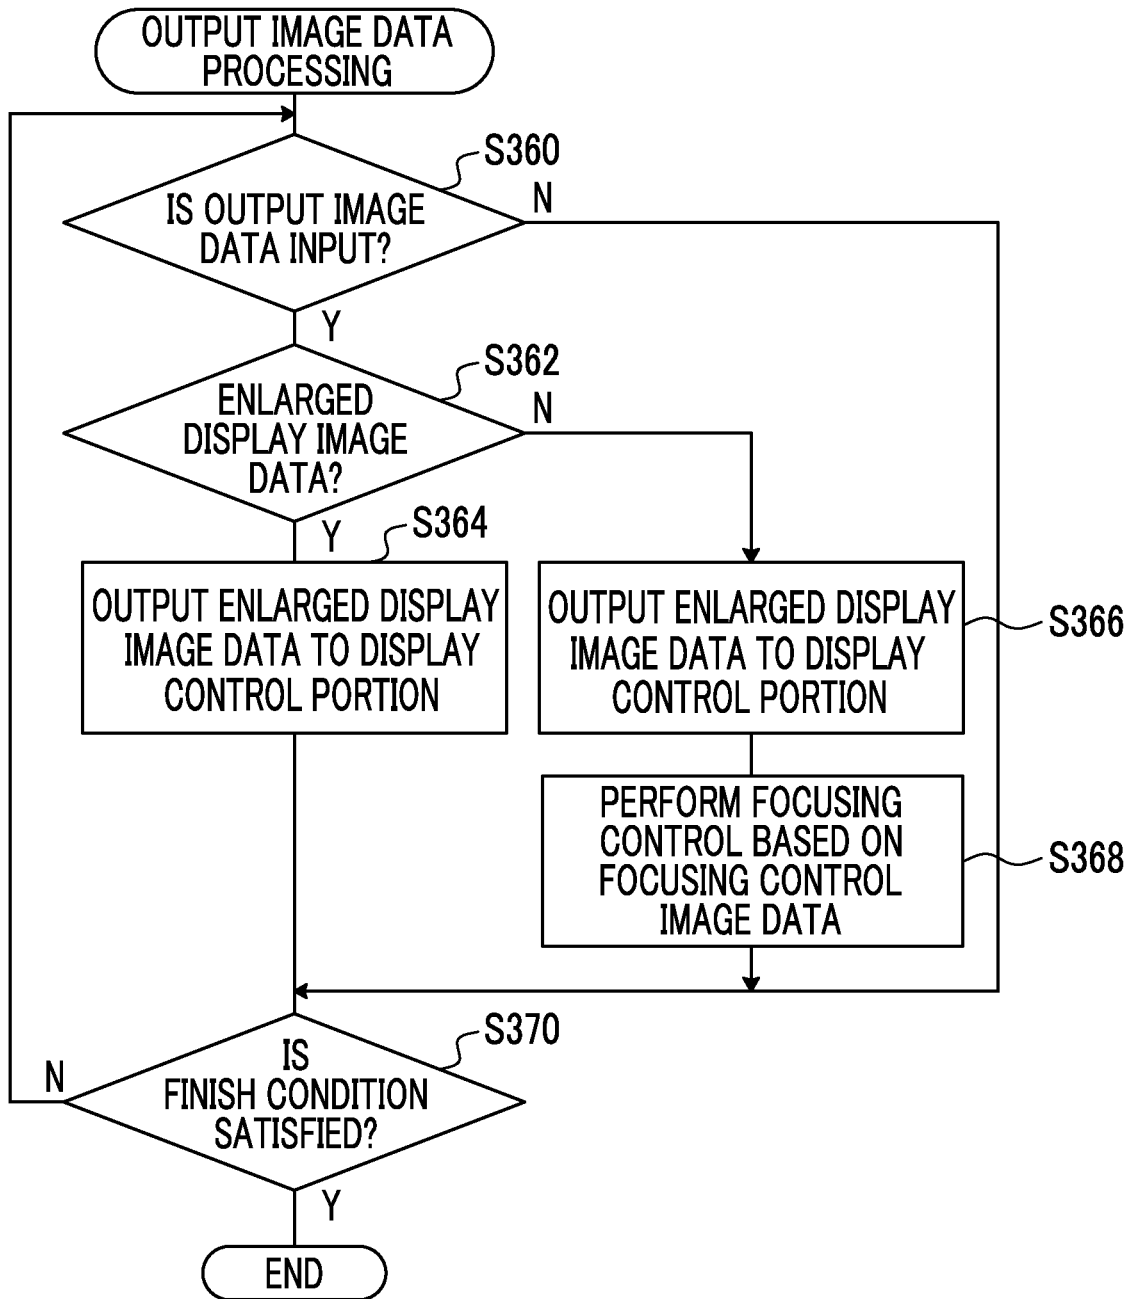 OUTPUT IMAGE DATA
PROCESSING
S360
IS OUTPUT IMAGE
DATA INPUT?
N
Y
S362
ENLARGED
DISPLAY IMAGE
DATA?
N
Y
S364
OUTPUT ENLARGED DISPLAY
IMAGE DATA TO DISPLAY
CONTROL PORTION
OUTPUT ENLARGED DISPLAY
IMAGE DATA TO DISPLAY
CONTROL PORTION
S366
PERFORM FOCUSING
CONTROL BASED ON
FOCUSING CONTROL
IMAGE DATA
S368
S370
IS
FINISH CONDITION
SATISFIED?
N
Y
END